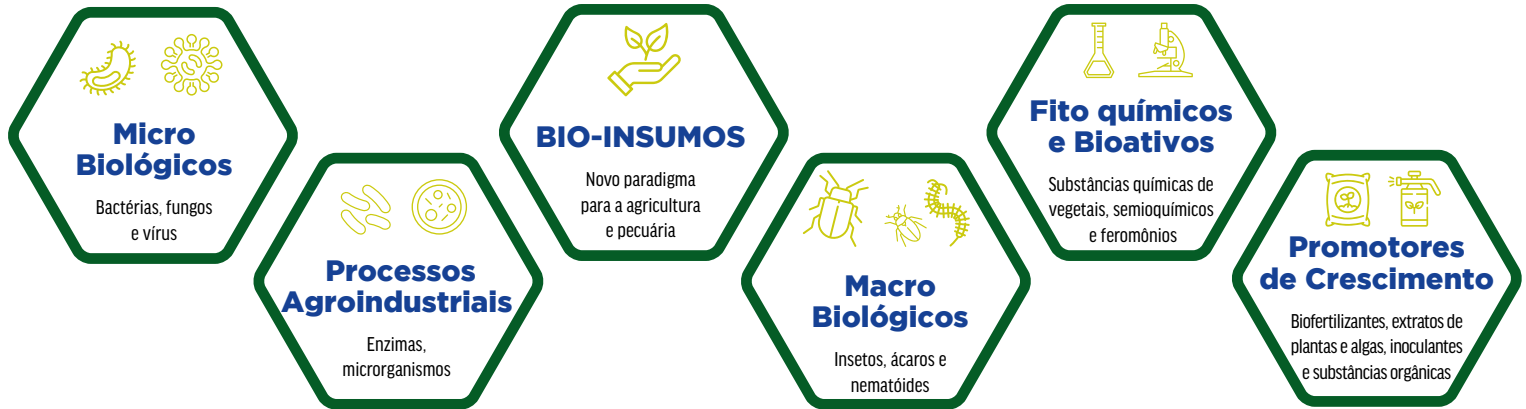 Micro
Biológicos
Bactérias, fungos
e vírus
Processos
Agroindustriais
Enzimas,
microrganismos
BIO-INSUMOS
Novo paradigma
para a agricultura
e pecuária
Macro
Biológicos
Insetos, ácaros e
nematóides
Fito químicos
e Bioativos
Substâncias químicas de
vegetais, semioquímicos
e feromônios
Promotores
de Crescimento
Biofertilizantes, extratos de
plantas e algas, inoculantes
e substâncias orgânicas